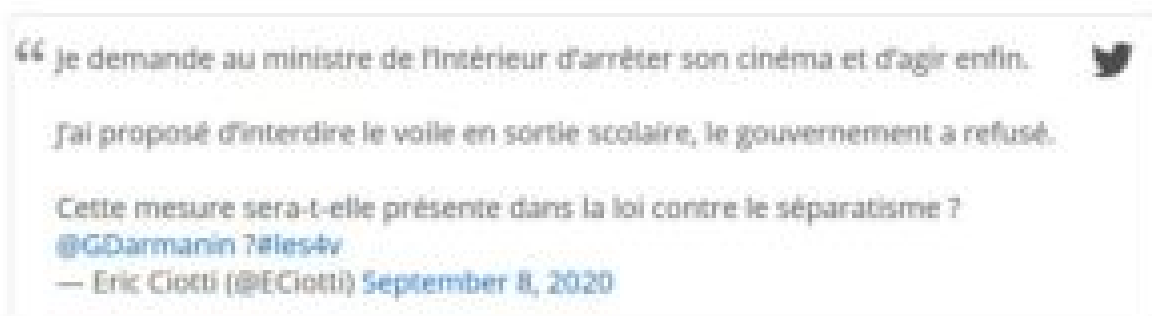 “ Je demande au ministre de l'Intérieur d'arrêter son cinéma et d'agir enfin.
J'ai proposé d'interdire le voile en sortie scolaire, le gouvernement a refusé.
Cette mesure sera-t-elle présente dans la loi contre le séparatisme ?
@GDarmanin ?#les4v
— Eric Ciotti (@ECiotti) September 8, 2020